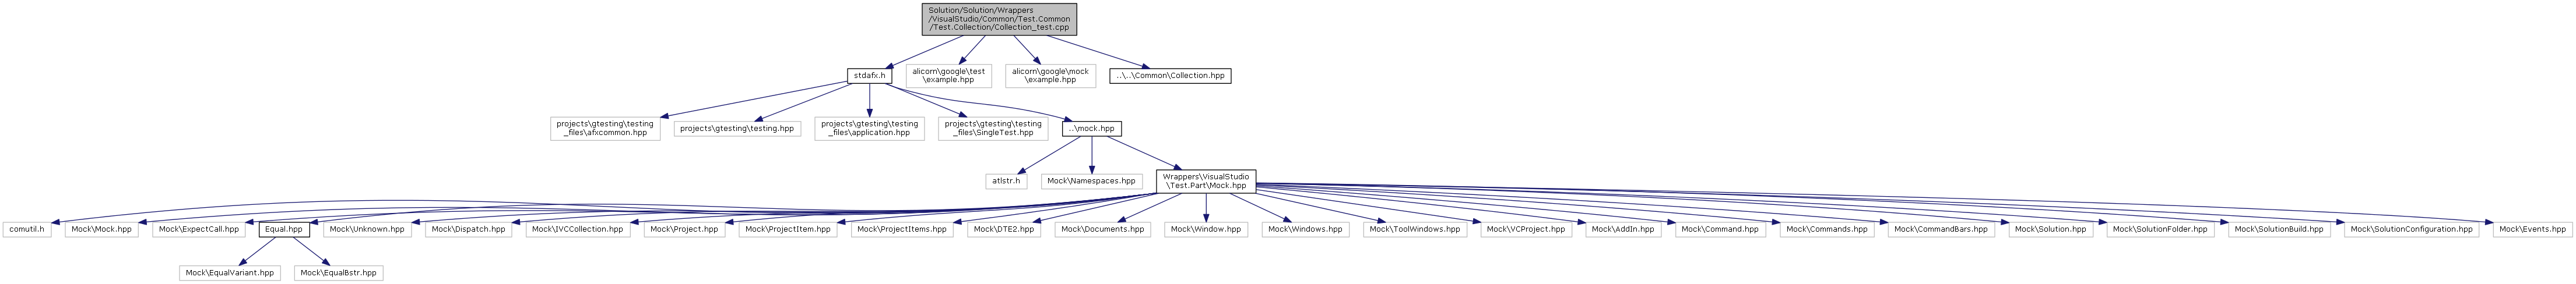 Solution/Solution/Wrappers
/VisualStudio/Common/Test.Common
/Test.Collection/Collection_test.cpp
stdafx.h
alicorn\google\test
\example.hpp
alicorn\google\mock
\example.hpp
..\..\Common\Collection.hpp
projects\gtesting\testing
_files\afxcommon.hpp
projects\gtesting\testing.hpp
projects\gtesting\testing
_files\application.hpp
projects\gtesting\testing
_files\SingleTest.hpp
..\mock.hpp
atlstr.h
Mock\Namespaces.hpp
Wrappers\VisualStudio
\Test.Part\Mock.hpp
comutil.h
Mock\Mock.hpp
Mock\ExpectCall.hpp
Equal.hpp
Mock\Unknown.hpp
Mock\Dispatch.hpp
Mock\IVCCollection.hpp
Mock\Project.hpp
Mock\ProjectItem.hpp
Mock\ProjectItems.hpp
Mock\DTE2.hpp
Mock\Documents.hpp
Mock\Window.hpp
Mock\Windows.hpp
Mock\ToolWindows.hpp
Mock\VCProject.hpp
Mock\AddIn.hpp
Mock\Command.hpp
Mock\Commands.hpp
Mock\CommandBars.hpp
Mock\Solution.hpp
Mock\SolutionFolder.hpp
Mock\SolutionBuild.hpp
Mock\SolutionConfiguration.hpp
Mock\Events.hpp
Mock\EqualVariant.hpp
Mock\EqualBstr.hpp